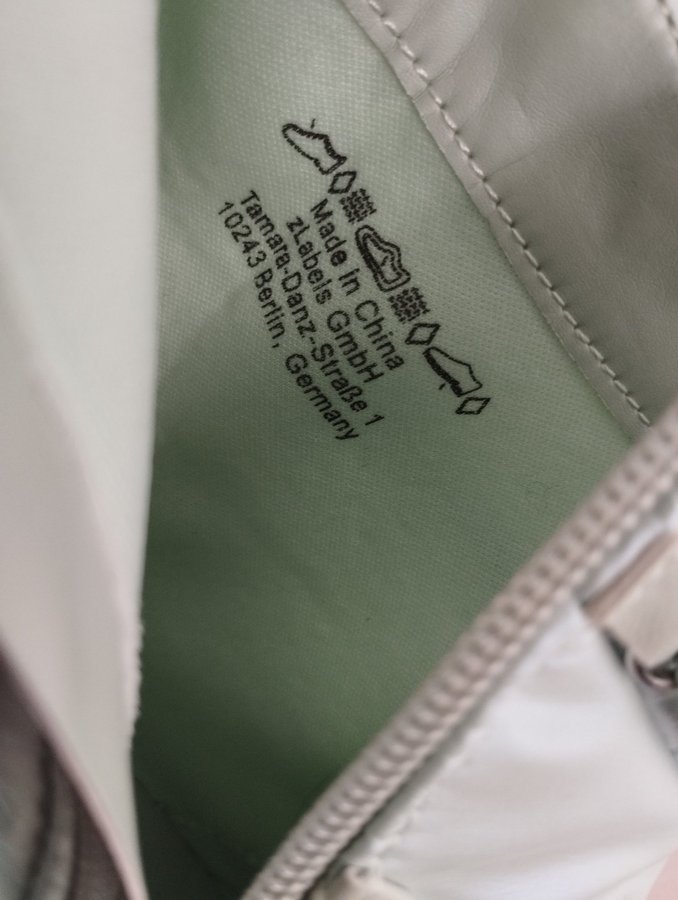 Made in China
zLabels GmbH
Tamara-Danz-Straße 1
10243 Berlin, Germany